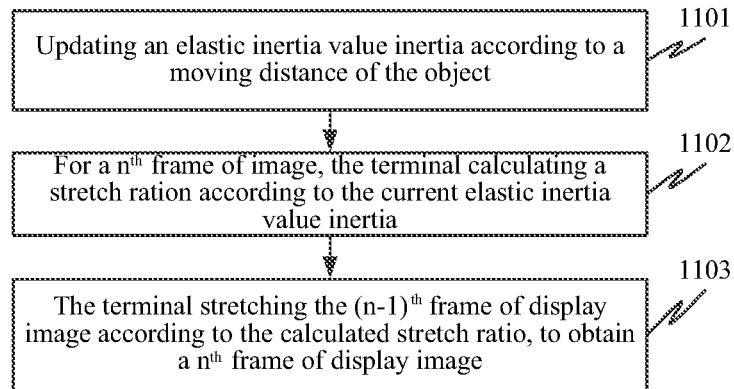 1101
Updating an elastic inertia value inertia according to a
moving distance of the object
1102
For a nth frame of image, the terminal calculating a
stretch ration according to the current elastic inertia
value inertia
1103
The terminal stretching the (n-1)th frame of display
image according to the calculated stretch ratio, to obtain
a nth frame of display image